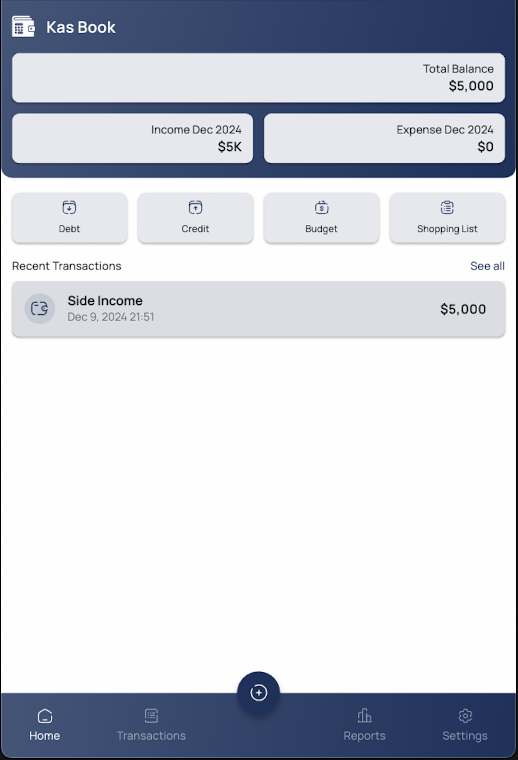 Kas Book
Total Balance
$5,000
Income Dec 2024
$5K
Expense Dec 2024
$0
Debt
Credit
Budget
Shopping List
Recent Transactions
See all
Side Income
$5,000
Dec 9, 2024 21:51
Home
Transactions
Reports
Settings